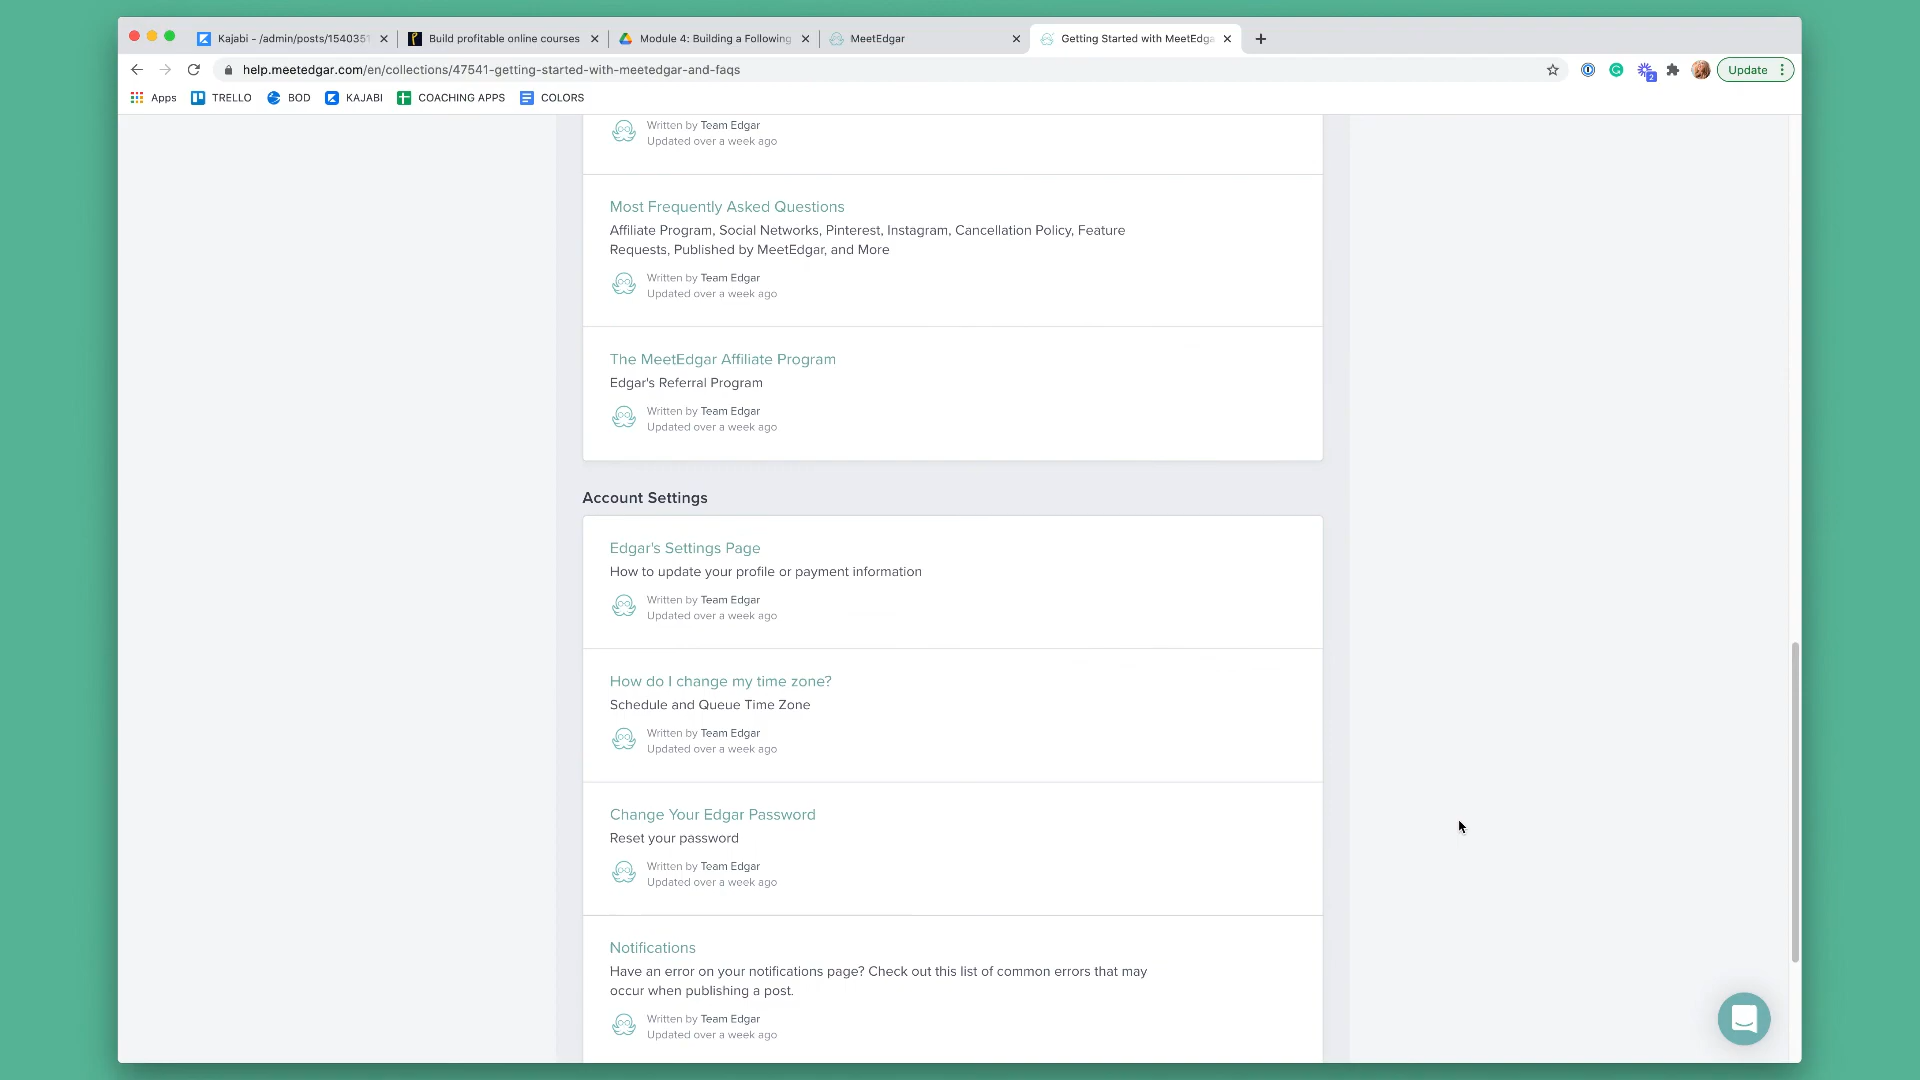 Kajabi - /admin/posts/1540351
Build profitable online courses
Module 4: Building a Following
MeetEdgar
Getting Started with MeetEdga
help.meetedgar.com/en/collections/47541-getting-started-with-meetedgar-and-faqs
2
Update
Apps
TRELLO
BOD
KAJABI
COACHING APPS
COLORS
Written by Team Edgar
Updated over a week ago
Most Frequently Asked Questions
Affiliate Program, Social Networks, Pinterest, Instagram, Cancellation Policy, Feature
Requests, Published by MeetEdgar, and More
Written by Team Edgar
Updated over a week ago
The MeetEdgar Affiliate Program
Edgar's Referral Program
Written by Team Edgar
Updated over a week ago
Account Settings
Edgar's Settings Page
How to update your profile or payment information
Written by Team Edgar
Updated over a week ago
How do I change my time zone?
Schedule and Queue Time Zone
Written by Team Edgar
Updated over a week ago
Change Your Edgar Password
Reset your password
Written by Team Edgar
Updated over a week ago
Notifications
Have an error on your notifications page? Check out this list of common errors that may
occur when publishing a post.
Written by Team Edgar
Updated over a week ago